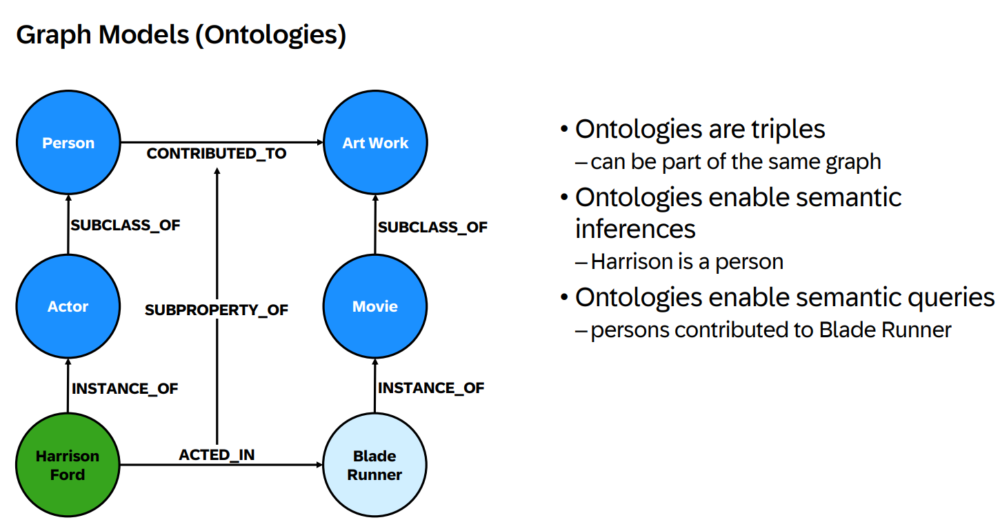 Graph Models (Ontologies)
Person
CONTRIBUTED_TO
Art Work
SUBCLASS_OF
SUBCLASS_OF
Actor
SUBPROPERTY_OF
Movie
INSTANCE_OF
INSTANCE_OF
Harrison
Ford
ACTED_IN
Blade
Runner
• Ontologies are triples
– can be part of the same graph
• Ontologies enable semantic
inferences
– Harrison is a person
• Ontologies enable semantic queries
– persons contributed to Blade Runner